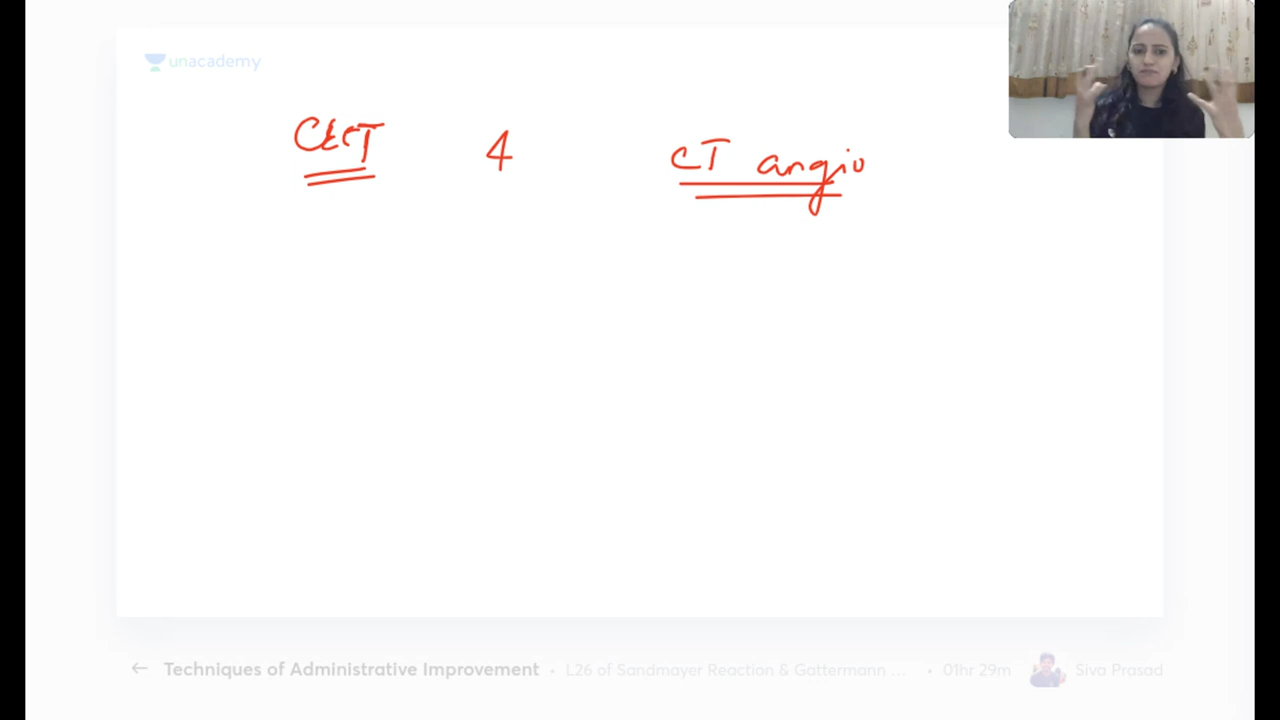 unacademy
CECT 4 CT angio
← Techniques of Administrative Improvement • L26 of Sandmayer Reaction & Gattermann ... • 01hr 29m Siva Prasad